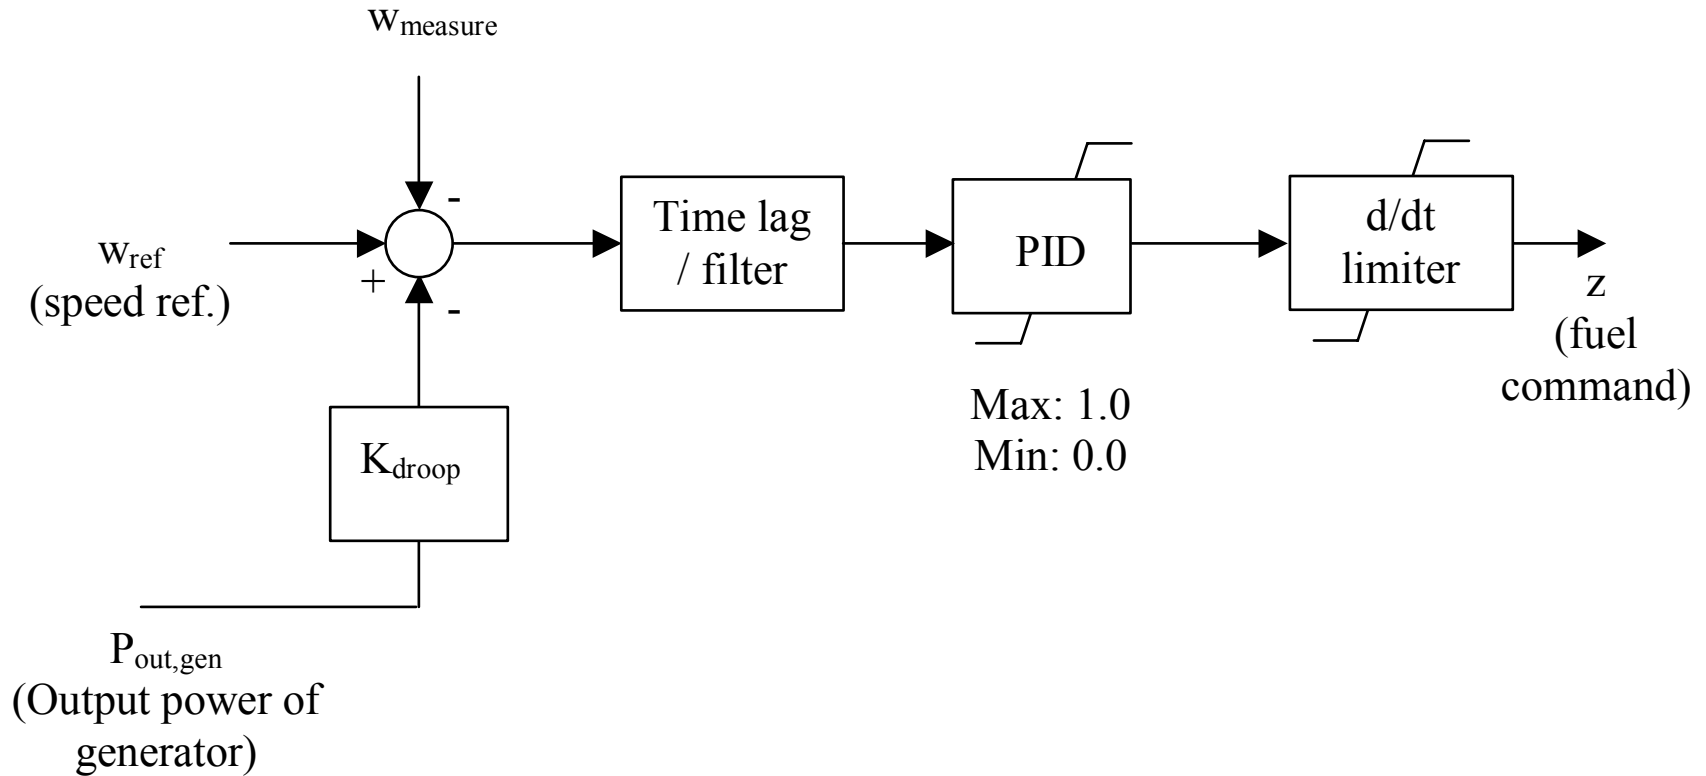 wmeasure
-
wref
(speed ref.)
+
-
Time lag
/ filter
PID
d/dt
limiter
z
(fuel
command)
Max: 1.0
Min: 0.0
Kdroop
Pout,gen
(Output power of
generator)